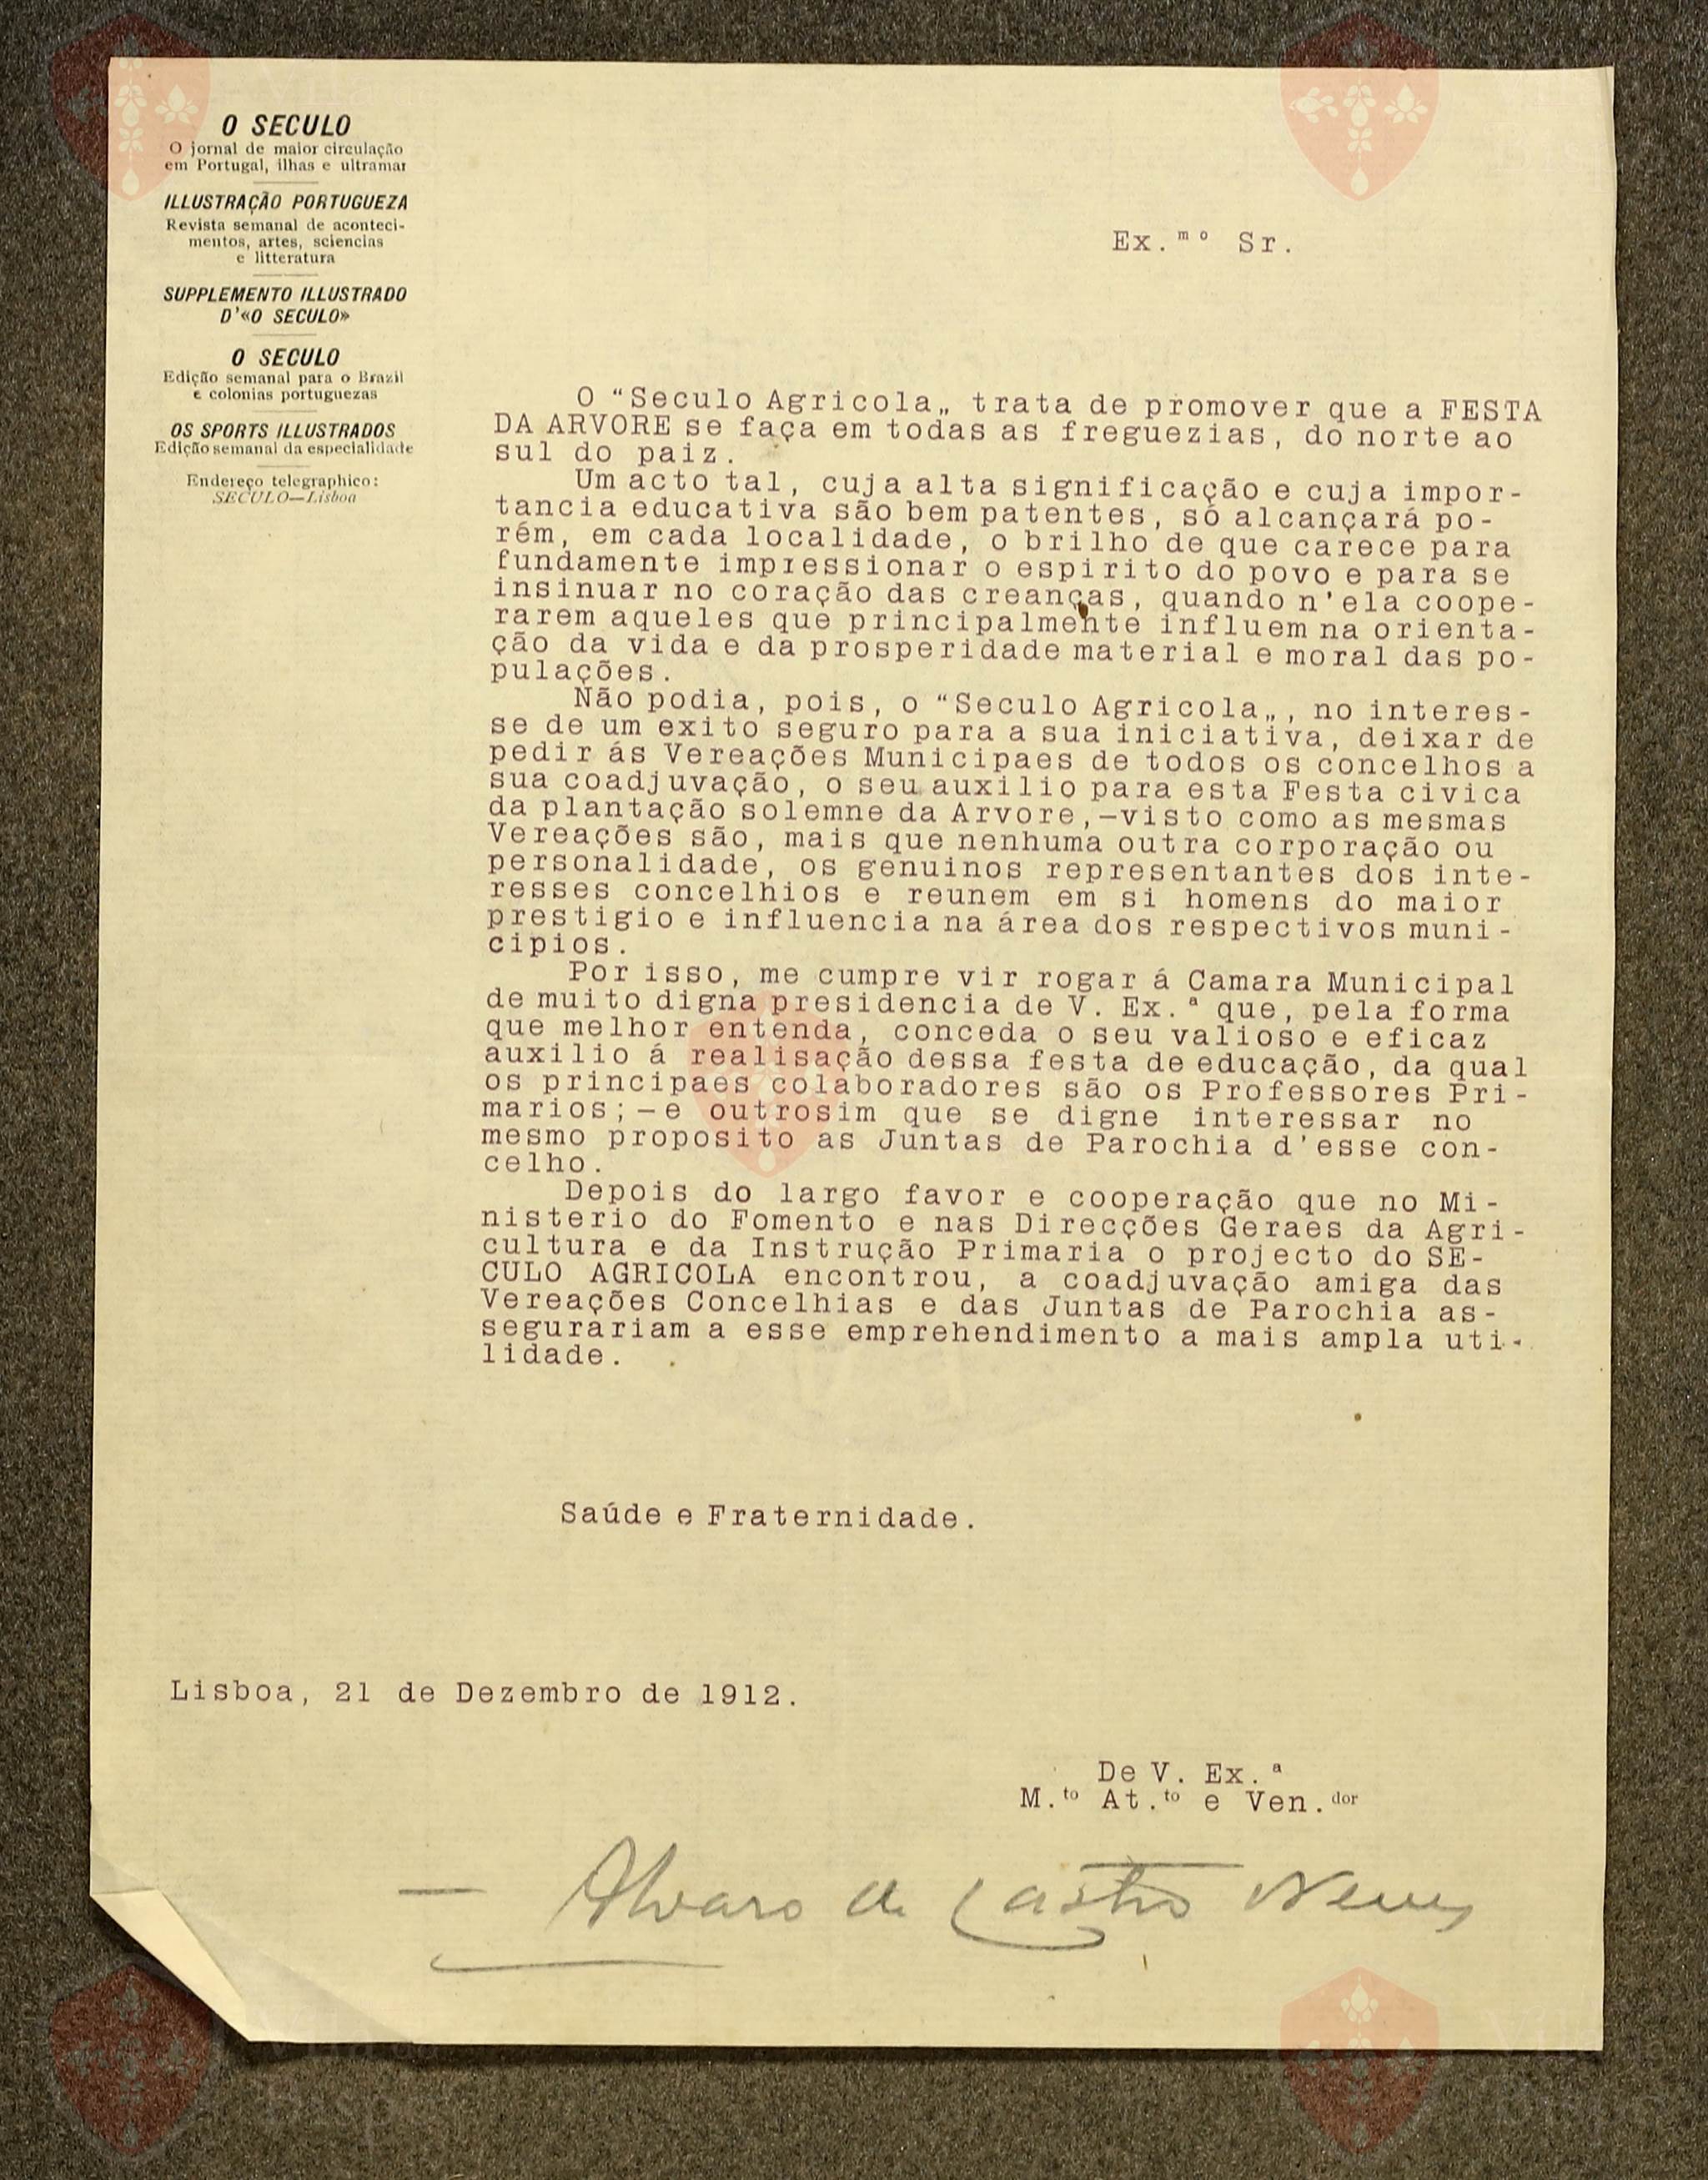 O SECULO
O jornal de maior circulação
em Portugal, ilhas e ultramar
ILLUSTRAÇÃO PORTUGUEZA
Revista semanal de aconteci-
mentos, artes, sciencias
e litteratura
SUPPLEMENTO ILLUSTRADO
D'«O SECULO»
O SECULO
Edição semanal para o Brazil
e colonias portuguezas
OS SPORTS ILLUSTRADOS
Edição semanal da especialidade
Endereço telegraphico:
SECULO—Lisboa
Ex.ᵐᵒ Sr.
O “Seculo Agricola„ trata de promover que a FESTA
DA ARVORE se faça em todas as freguezias, do norte ao
sul do paiz.
Um acto tal, cuja alta significação e cuja impor-
tancia educativa são bem patentes, só alcançará po-
rém, em cada localidade, o brilho de que carece para
fundamente impressionar o espirito do povo e para se
insinuar no coração das creanças, quando n'ela coope-
rarem aqueles que principalmente influem na orienta-
ção da vida e da prosperidade material e moral das po-
pulações.
Não podia, pois, o “Seculo Agricola„, no interes-
se de um exito seguro para a sua iniciativa, deixar de
pedir ás Vereações Municipaes de todos os concelhos a
sua coadjuvação, o seu auxilio para esta Festa civica
da plantação solemne da Arvore,—visto como as mesmas
Vereações são, mais que nenhuma outra corporação ou
personalidade, os genuinos representantes dos inte-
resses concelhios e reunem em si homens do maior
prestigio e influencia na área dos respectivos muni-
cipios.
Por isso, me cumpre vir rogar á Camara Municipal
de muito digna presidencia de V. Ex.ª que, pela forma
que melhor entenda, conceda o seu valioso e eficaz
auxilio á realisação dessa festa de educação, da qual
os principaes colaboradores são os Professores Pri-
marios;—e outrosim que se digne interessar no
mesmo proposito as Juntas de Parochia d'esse con-
celho.
Depois do largo favor e cooperação que no Mi-
nisterio do Fomento e nas Direcções Geraes da Agri-
cultura e da Instrução Primaria o projecto do SE-
CULO AGRICOLA encontrou, a coadjuvação amiga das
Vereações Concelhias e das Juntas de Parochia as-
segurariam a esse emprehendimento a mais ampla uti-
lidade.
Saúde e Fraternidade.
Lisboa, 21 de Dezembro de 1912.
De V. Ex.ª
M.ᵗᵒ At.ᵗᵒ e Ven.ᵈᵒʳ
Alvaro de Castro Neves